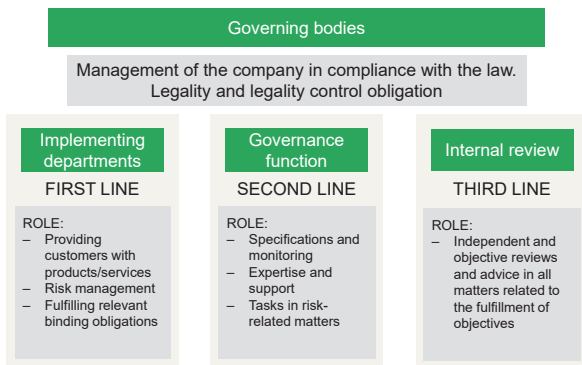 Governing bodies
Management of the company in compliance with the law.
Legality and legality control obligation
Implementing
departments
FIRST LINE
ROLE:
– Providing
customers with
products/services
– Risk management
– Fulfilling relevant
binding obligations
Governance
function
SECOND LINE
ROLE:
– Specifications and
monitoring
– Expertise and
support
– Tasks in risk-
related matters
Internal review
THIRD LINE
ROLE:
– Independent and
objective reviews
and advice in all
matters related to
the fulfillment of
objectives